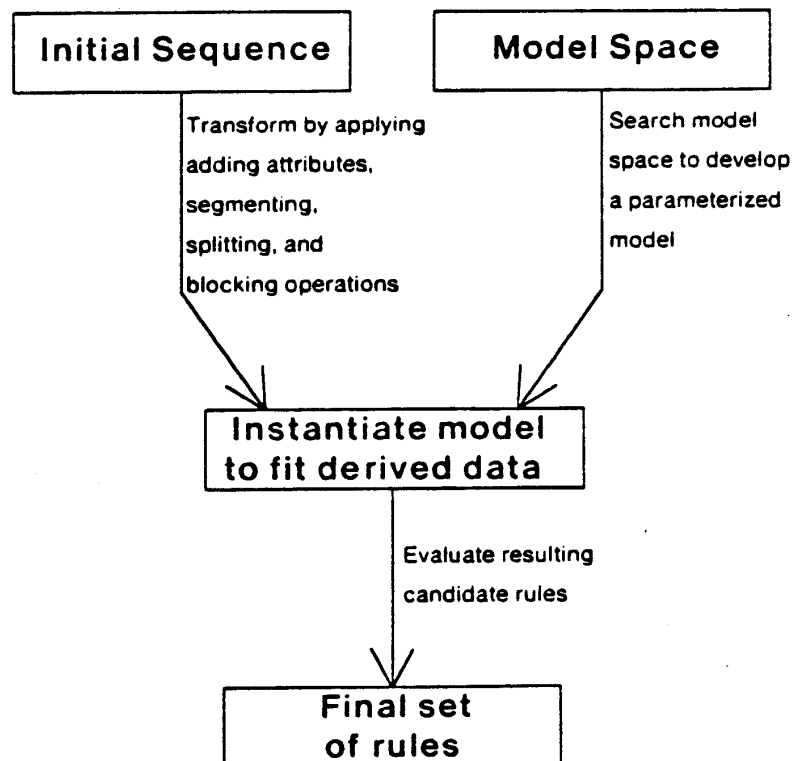 Initial Sequence
Model Space
Transform by applying
adding attributes,
segmenting,
splitting, and
blocking operations
Search model
space to develop
a parameterized
model
Instantiate model
to fit derived data
Evaluate resulting
candidate rules
Final set
of rules